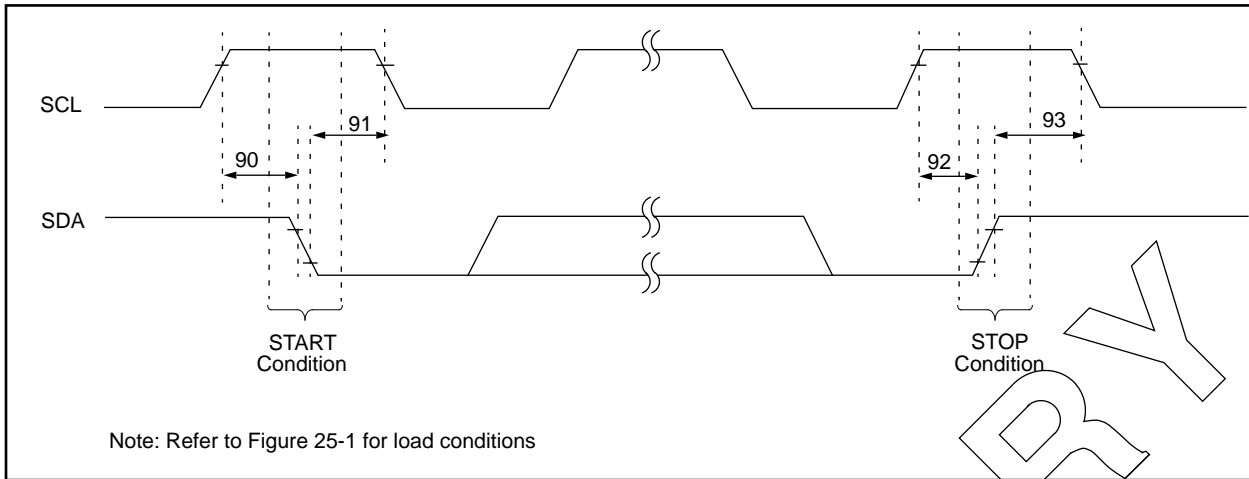 SCL
91
93
90
92
SDA
START
Condition
STOP
Condition
Note: Refer to Figure 25-1 for load conditions
R Y